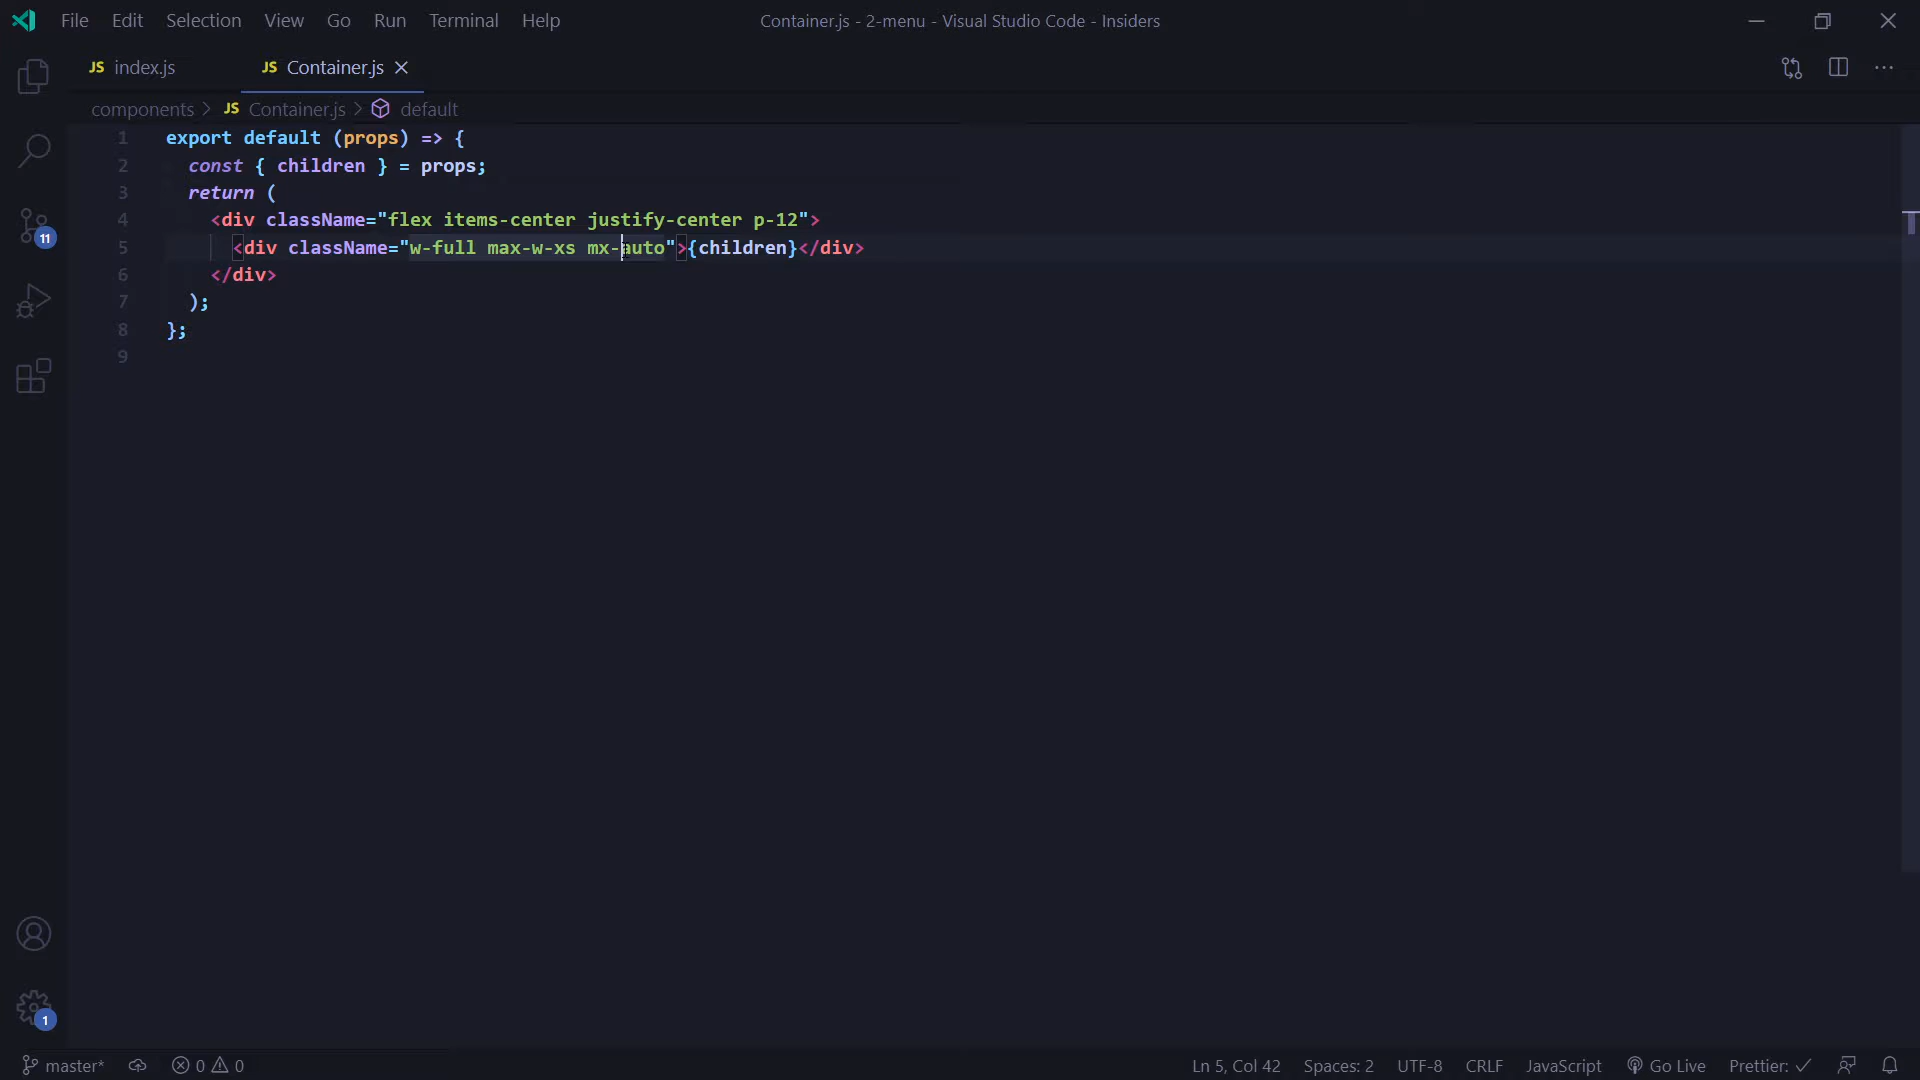 File Edit Selection View Go Run Terminal Help Container.js - 2-menu - Visual Studio Code - Insiders
JS index.js JS Container.js
components > JS Container.js > default
1 export default (props) => {
2 const { children } = props;
3 return (
4 <div className="flex items-center justify-center p-12">
5 <div className="w-full max-w-xs mx-auto">{children}</div>
6 </div>
7 );
8 };
9
11
1
master* 0 0 Ln 5, Col 42 Spaces: 2 UTF-8 CRLF JavaScript Go Live Prettier: ✓